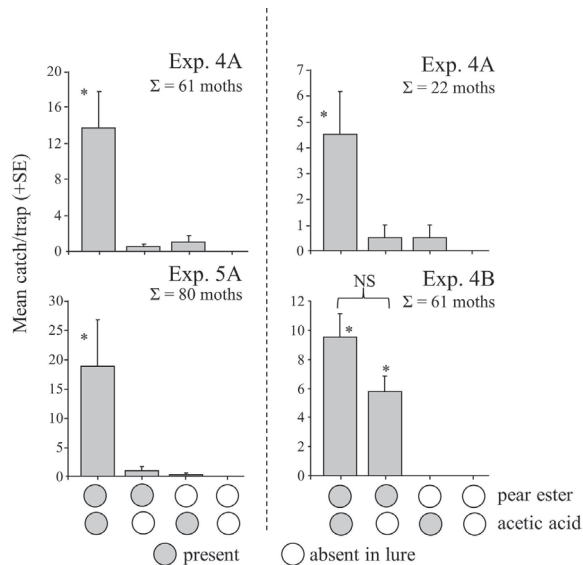 Exp. 4A
Σ = 61 moths
20
16
12
8
4
0
*
Exp. 4A
Σ = 22 moths
7
6
5
4
3
2
1
0
*
Mean catch/trap (+SE)
Exp. 5A
Σ = 80 moths
30
25
20
15
10
5
0
*
Exp. 4B
Σ = 61 moths
NS
12
10
8
6
4
2
0
*
*
pear ester
acetic acid
present
absent in lure